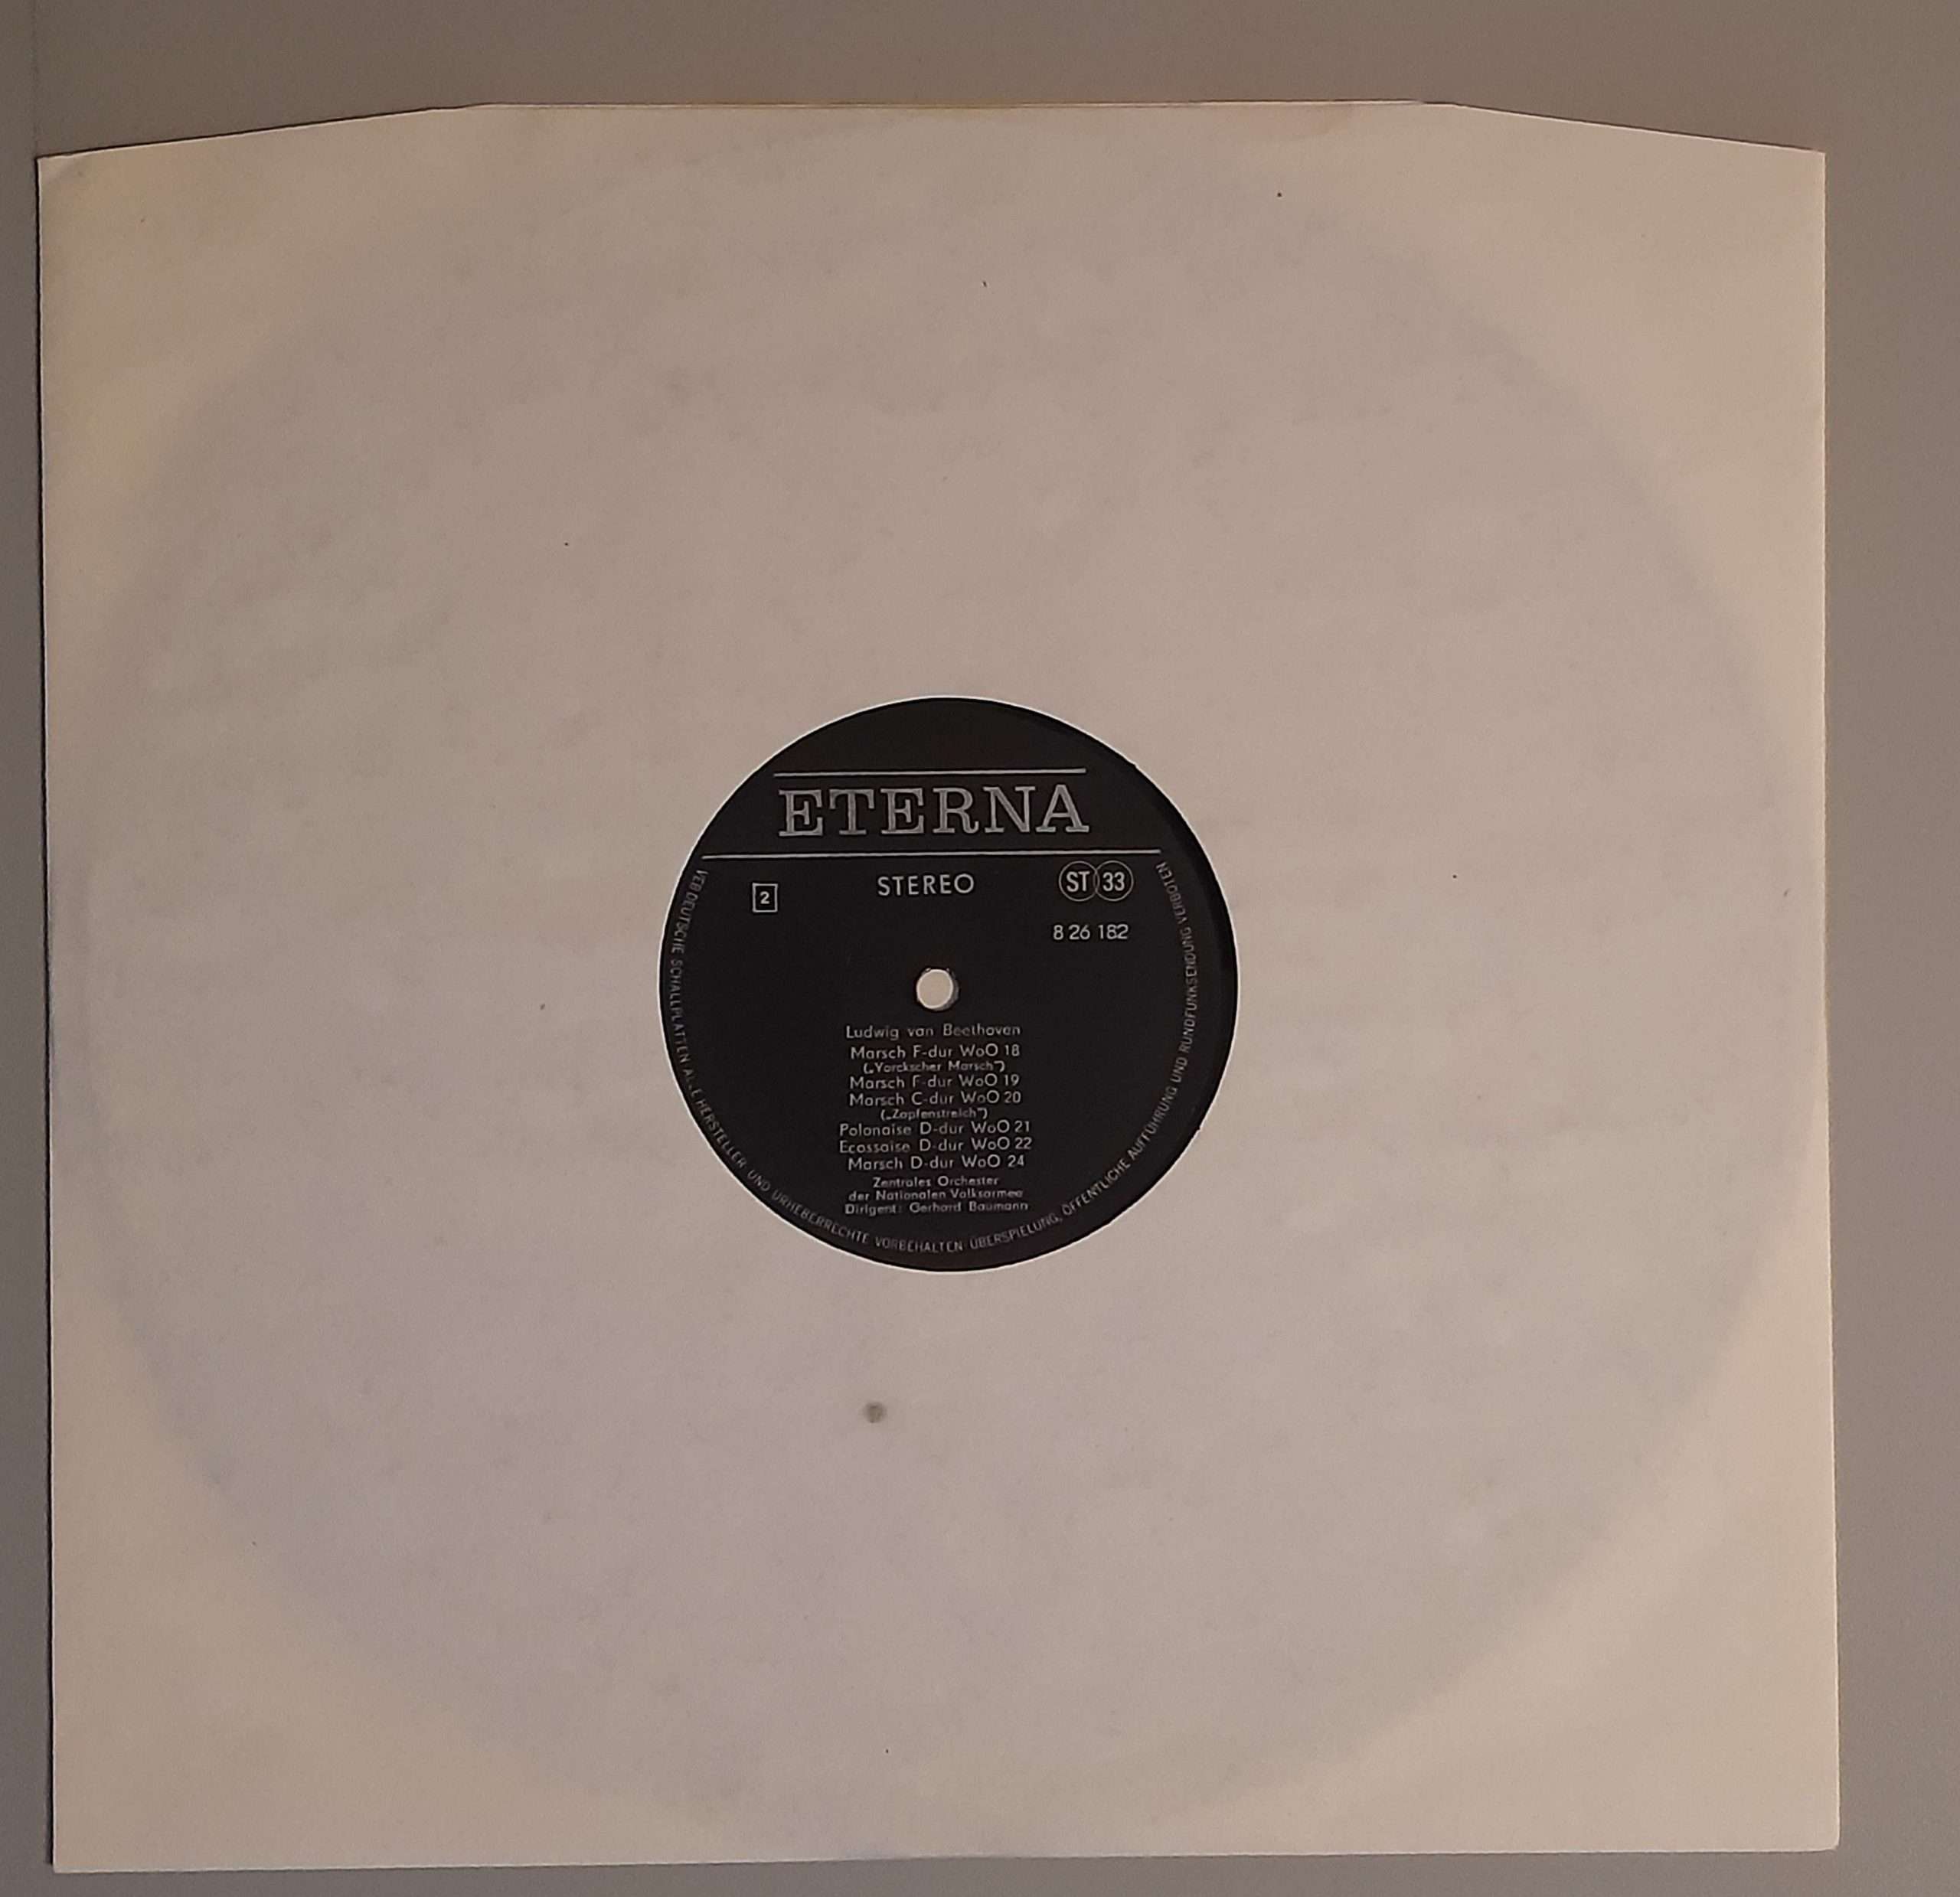 ETERNA
2
STEREO
ST 33
8 26 182
Ludwig van Beethoven
Marsch F-dur WoO 18
(„Yorckscher Marsch")
Marsch F-dur WoO 19
Marsch C-dur WoO 20
(„Zapfenstreich")
Polonaise D-dur WoO 21
Ecossaise D-dur WoO 22
Marsch D-dur WoO 24
Zentrales Orchester
der Nationalen Volksarmee
Dirigent: Gerhard Baumann
VEB DEUTSCHE SCHALLPLATTEN ALLE HERSTELLER- UND URHEBERRECHTE VORBEHALTEN · ÜBERSPIELUNG, ÖFFENTLICHE AUFFÜHRUNG UND RUNDFUNKSENDUNG VERBOTEN